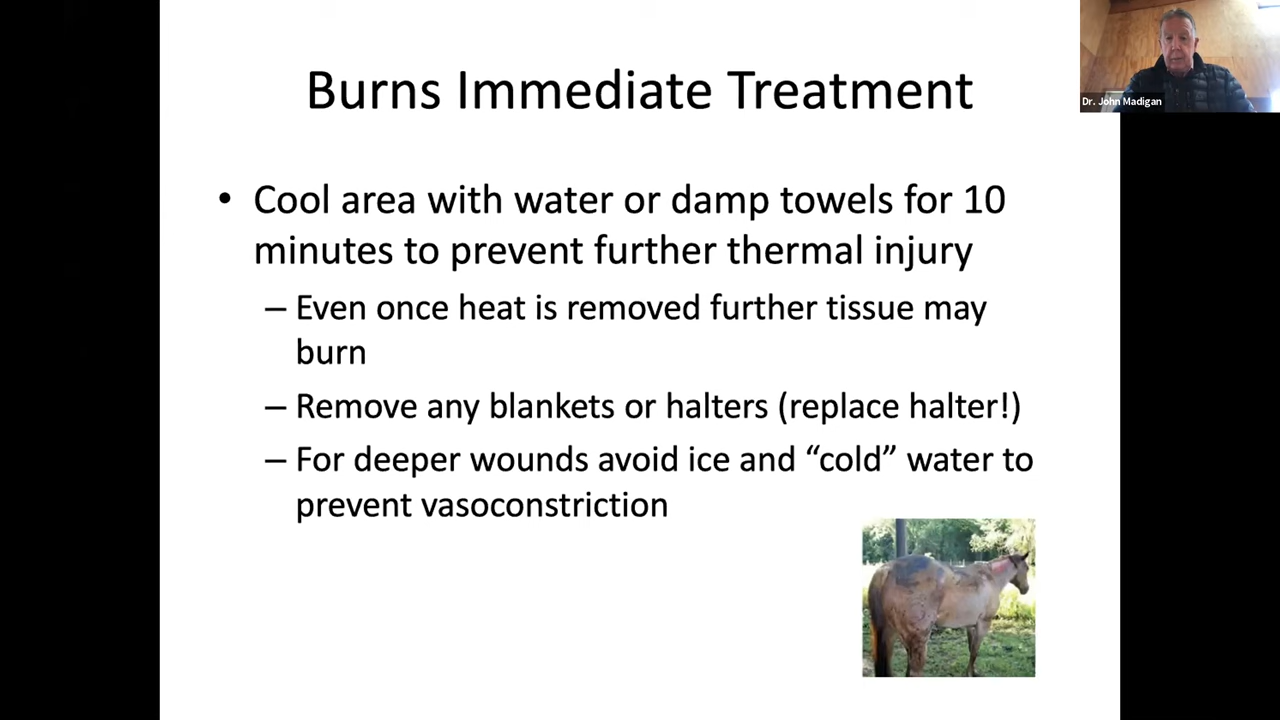 Burns Immediate Treatment
Dr. John Madigan
• Cool area with water or damp towels for 10
minutes to prevent further thermal injury
– Even once heat is removed further tissue may
burn
– Remove any blankets or halters (replace halter!)
– For deeper wounds avoid ice and “cold” water to
prevent vasoconstriction